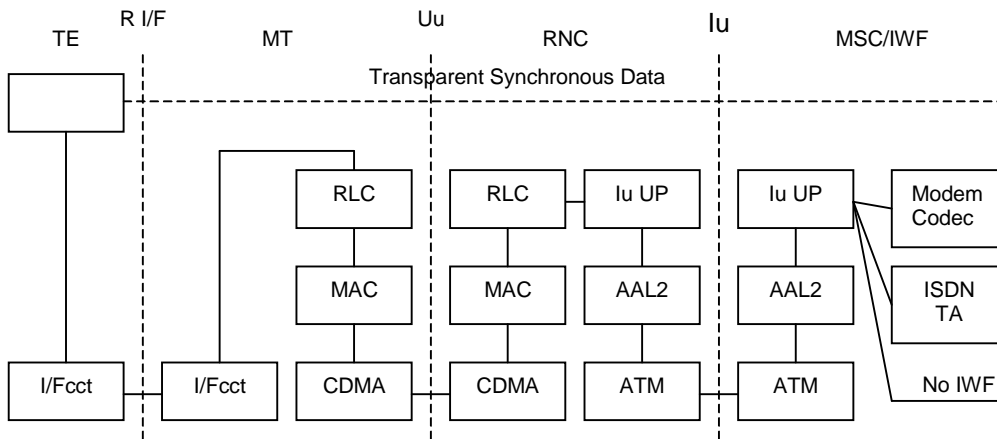 R I/F
Uu
Iu
TE
MT
RNC
MSC/IWF
Transparent Synchronous Data
RLC
RLC
Iu UP
Iu UP
Modem
Codec
MAC
MAC
AAL2
AAL2
ISDN
TA
I/Fcct
I/Fcct
CDMA
CDMA
ATM
ATM
No IWF